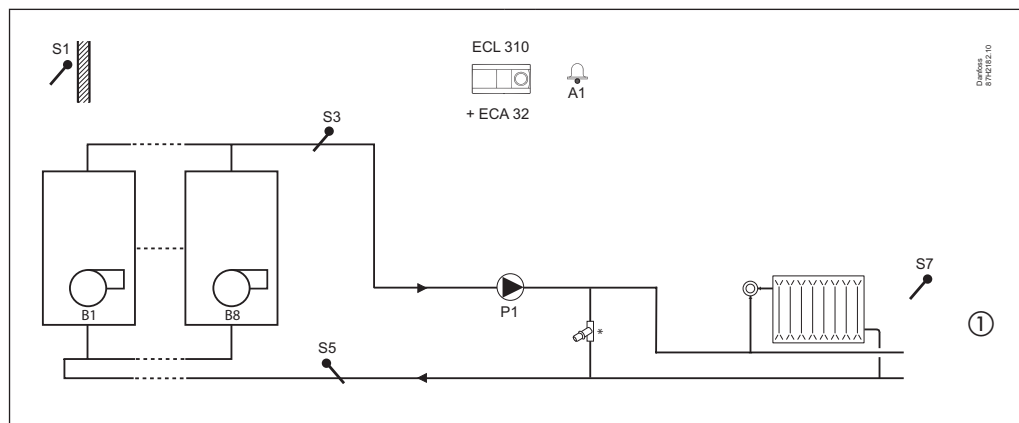 S1
ECL 310
A1
+ ECA 32
Danfoss
87H2182.10
S3
S7
B1
B8
P1
*
S5
①